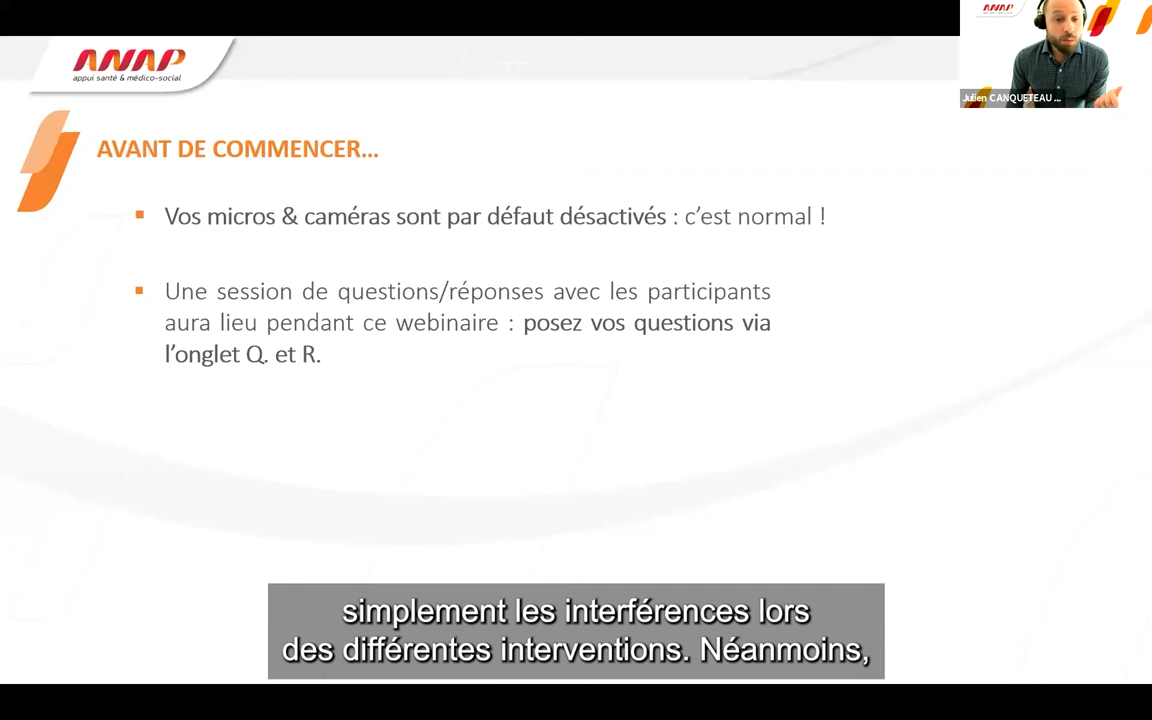 ANAP
appui santé & médico-social
ANAP
Julien CANQUETEAU ...
AVANT DE COMMENCER...
Vos micros & caméras sont par défaut désactivés : c'est normal !
Une session de questions/réponses avec les participants
aura lieu pendant ce webinaire : posez vos questions via
l'onglet Q. et R.
simplement les interférences lors
des différentes interventions. Néanmoins,